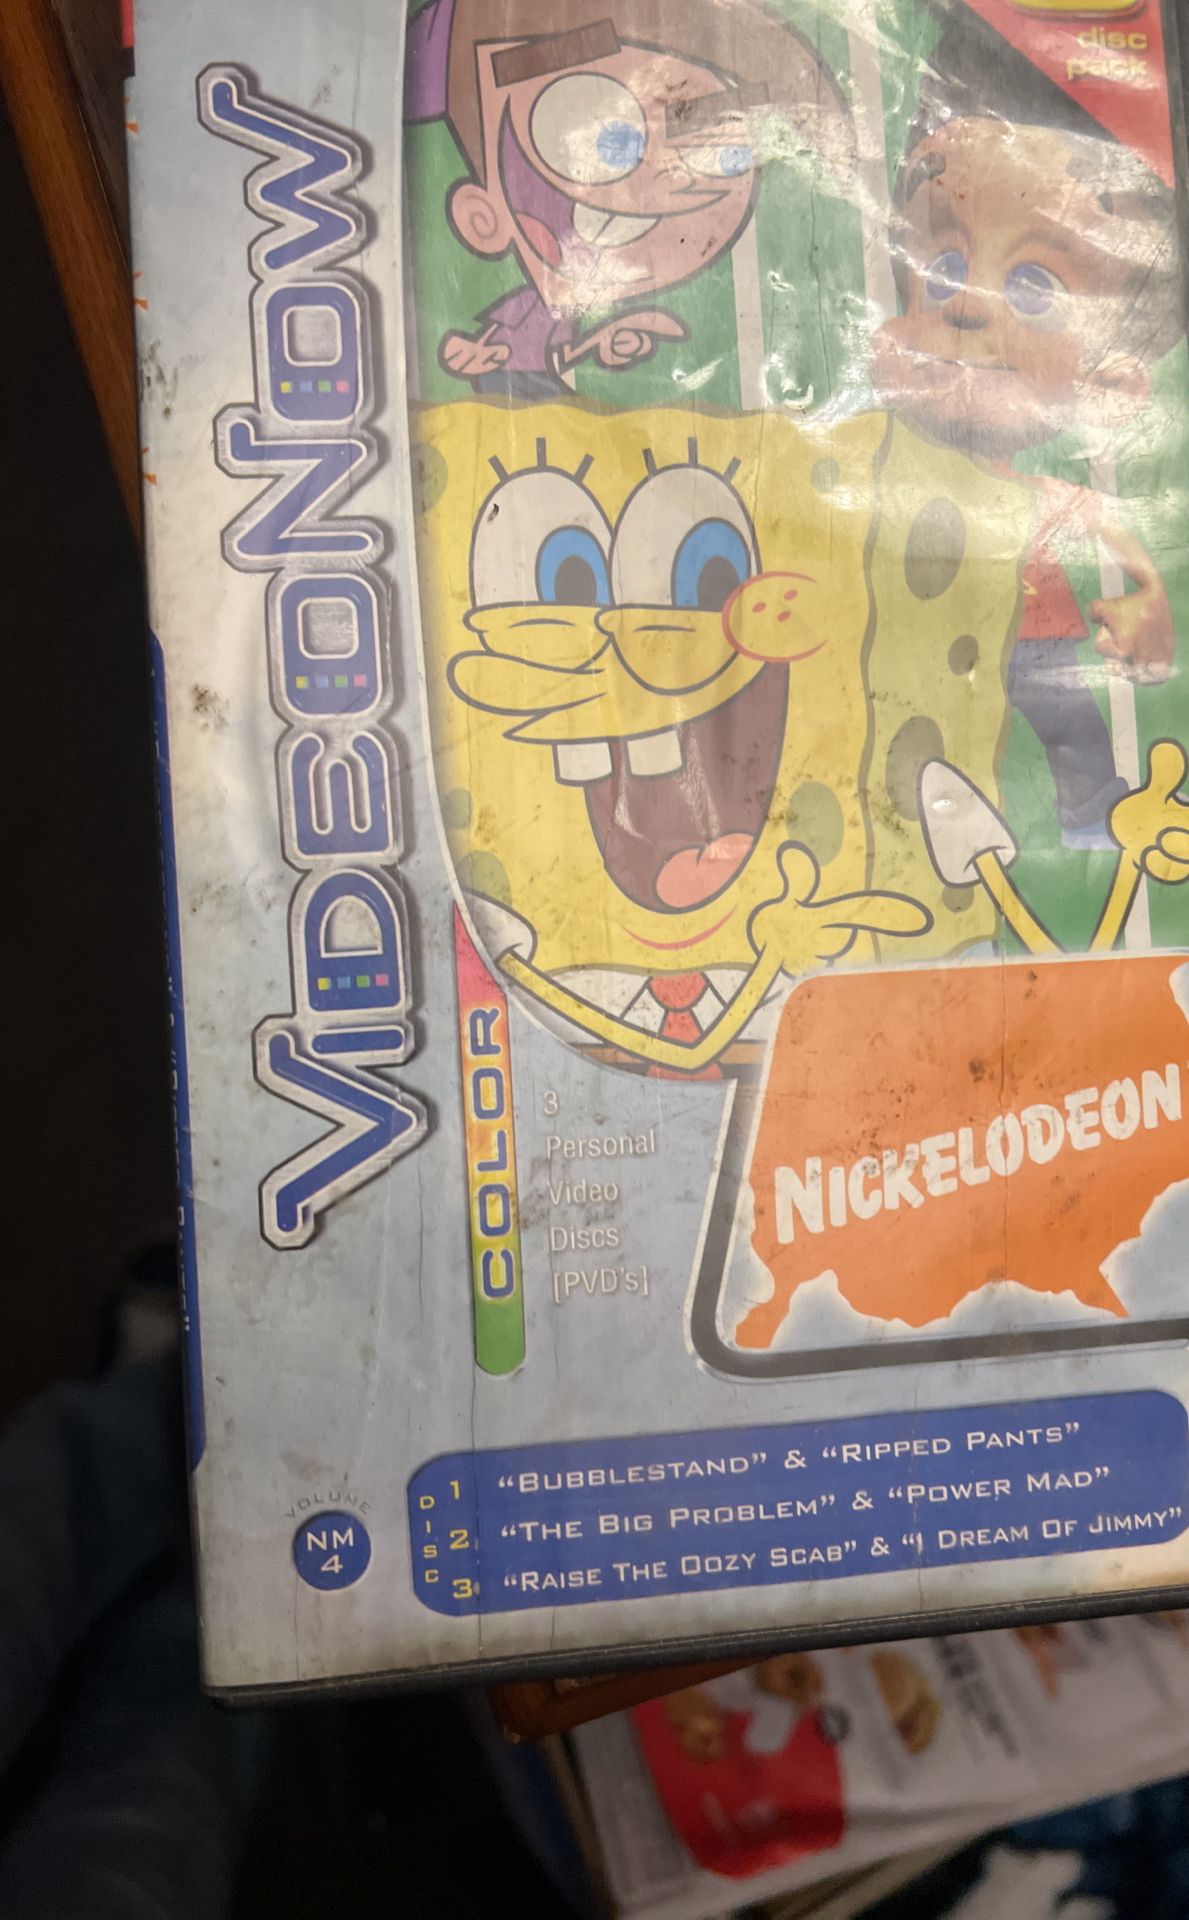 disc
pack
VIDEONOW
COLOR
3
Personal
Video
Discs
[PVD's]
NICKELODEON
VOLUME
NM
4
DISC
1 "BUBBLESTAND" & "RIPPED PANTS"
2 "THE BIG PROBLEM" & "POWER MAD"
3 "RAISE THE OOZY SCAB" & "I DREAM OF JIMMY"